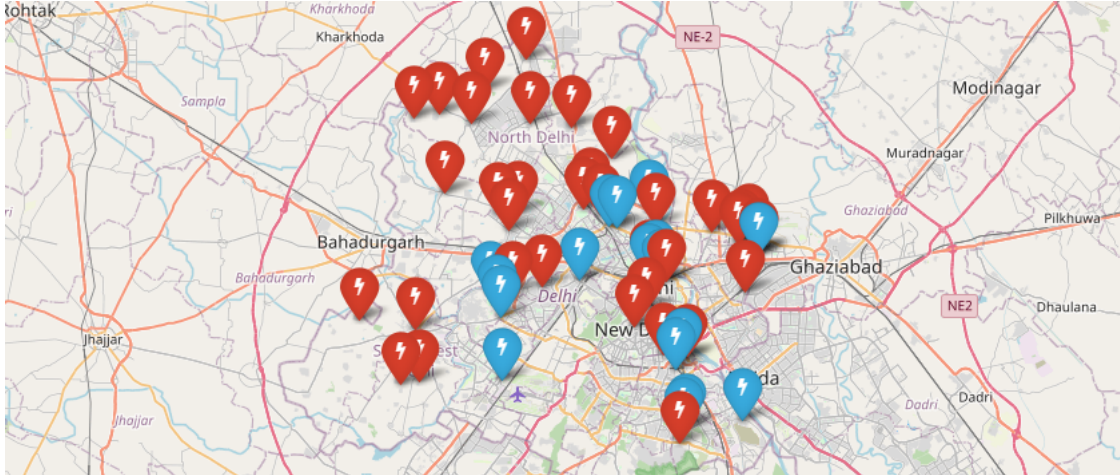 Rohtak
Kharkhoda
Kharkhoda
NE-2
Modinagar
Sampla
North Delhi
Muradnagar
Ghaziabad
Pilkhuwa
Bahadurgarh
Ghaziabad
Bahadurgarh
Delhi
NE2
Dhaulana
New
Jhajjar
Dadri
Dadri
Jhajjar